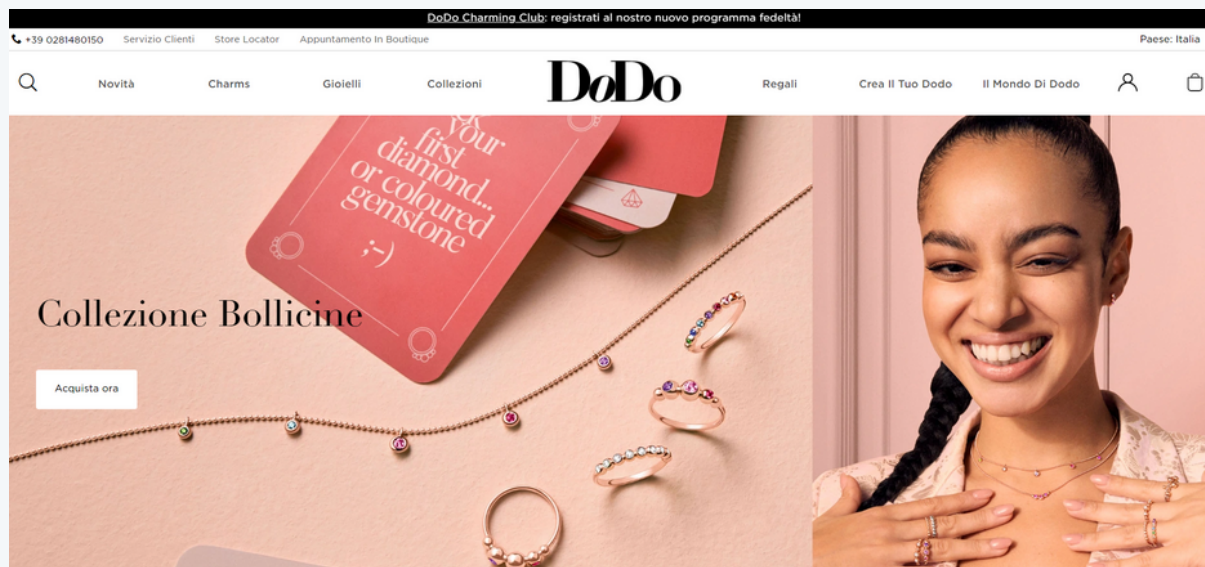 DoDo Charming Club: registrati al nostro nuovo programma fedeltà!
+39 0281480150 Servizio Clienti Store Locator Appuntamento In Boutique Paese: Italia
Novità Charms Gioielli Collezioni DoDo Regali Crea Il Tuo Dodo Il Mondo Di Dodo
your
first
diamond...
or coloured
gemstone
;-)
Collezione Bollicine
Acquista ora